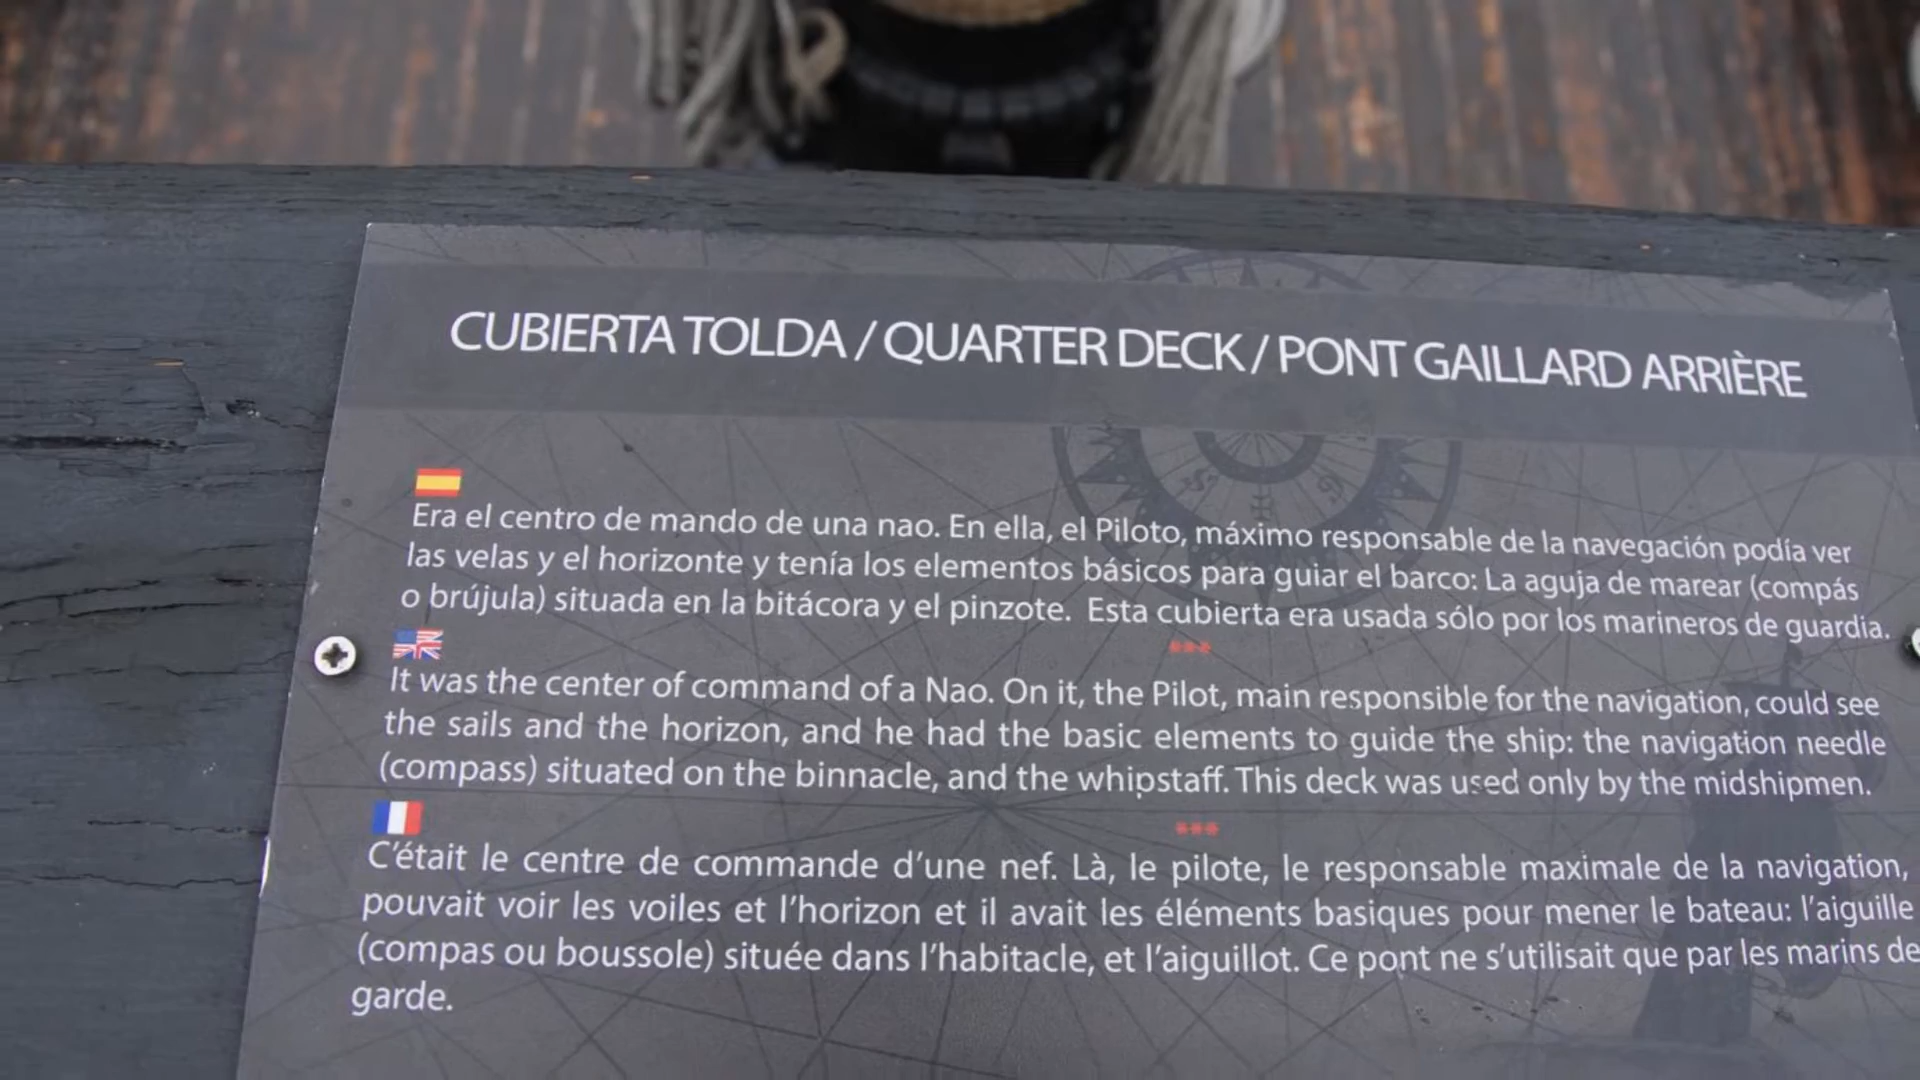 CUBIERTA TOLDA / QUARTER DECK / PONT GAILLARD ARRIÈRE
Era el centro de mando de una nao. En ella, el Piloto, máximo responsable de la navegación podía ver
las velas y el horizonte y tenía los elementos básicos para guiar el barco: La aguja de marear (compás
o brújula) situada en la bitácora y el pinzote. Esta cubierta era usada sólo por los marineros de guardia.
***
It was the center of command of a Nao. On it, the Pilot, main responsible for the navigation, could see
the sails and the horizon, and he had the basic elements to guide the ship: the navigation needle
(compass) situated on the binnacle, and the whipstaff. This deck was used only by the midshipmen.
***
C'était le centre de commande d'une nef. Là, le pilote, le responsable maximale de la navigation,
pouvait voir les voiles et l'horizon et il avait les éléments basiques pour mener le bateau: l'aiguille
(compas ou boussole) située dans l'habitacle, et l'aiguillot. Ce pont ne s'utilisait que par les marins de
garde.